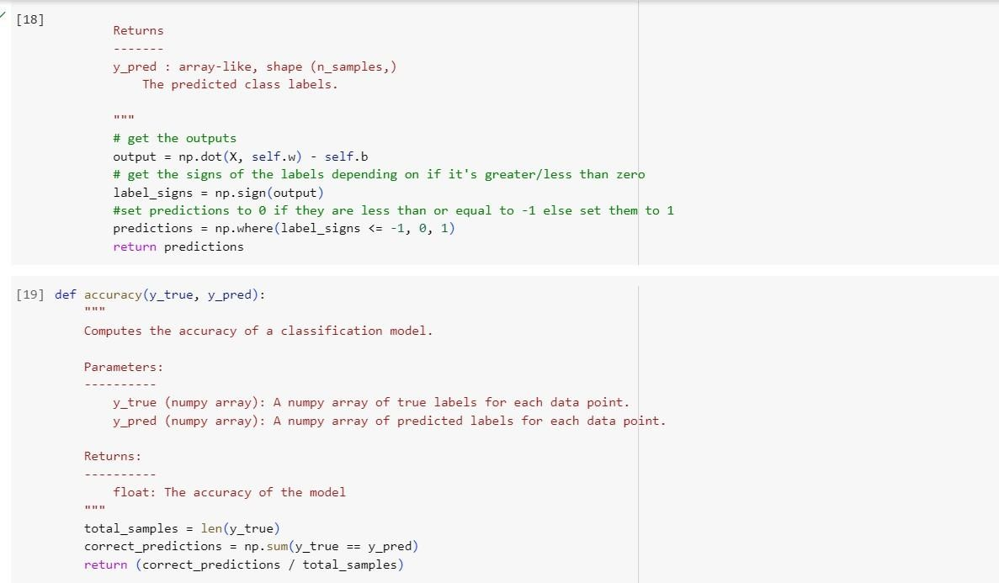 [18]
Returns
-------
y_pred : array-like, shape (n_samples,)
    The predicted class labels.
"""
# get the outputs
output = np.dot(X, self.w) - self.b
# get the signs of the labels depending on if it's greater/less than zero
label_signs = np.sign(output)
#set predictions to 0 if they are less than or equal to -1 else set them to 1
predictions = np.where(label_signs <= -1, 0, 1)
return predictions
[19] def accuracy(y_true, y_pred):
    """
    Computes the accuracy of a classification model.
    Parameters:
    ----------
        y_true (numpy array): A numpy array of true labels for each data point.
        y_pred (numpy array): A numpy array of predicted labels for each data point.
    Returns:
    ----------
        float: The accuracy of the model
    """
    total_samples = len(y_true)
    correct_predictions = np.sum(y_true == y_pred)
    return (correct_predictions / total_samples)